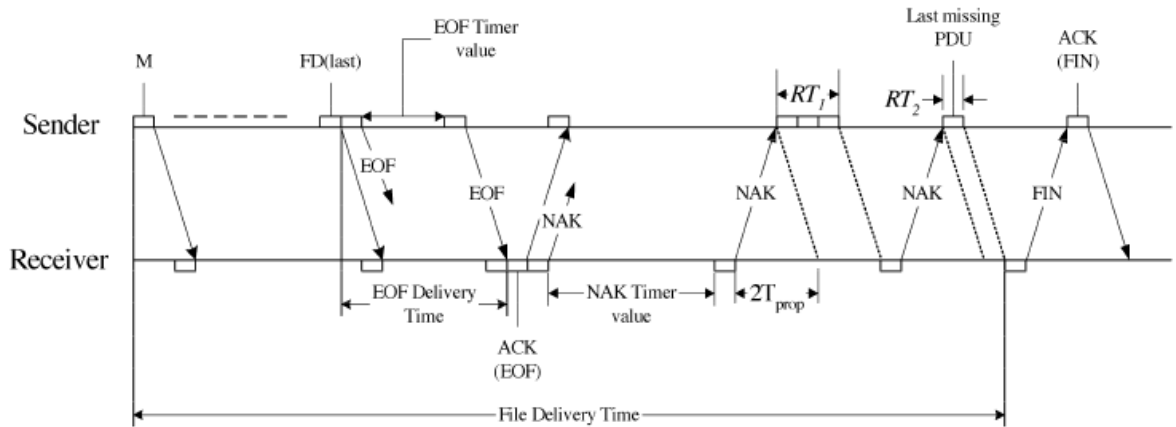 EOF Timer
value
Last missing
PDU
ACK
(FIN)
M
FD(last)
RT1
RT2
Sender
EOF
EOF
NAK
NAK
NAK
FIN
Receiver
EOF Delivery
Time
NAK Timer
value
2Tprop
ACK
(EOF)
File Delivery Time